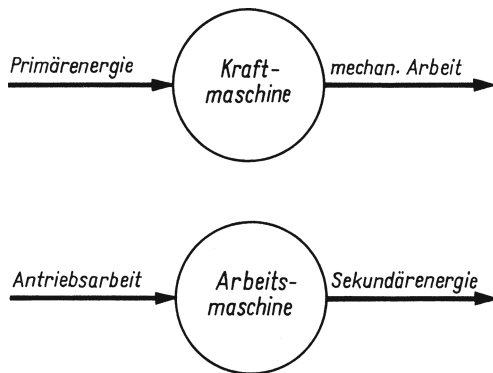 Primärenergie
Kraft-
maschine
mechan. Arbeit
Antriebsarbeit
Arbeits-
maschine
Sekundärenergie